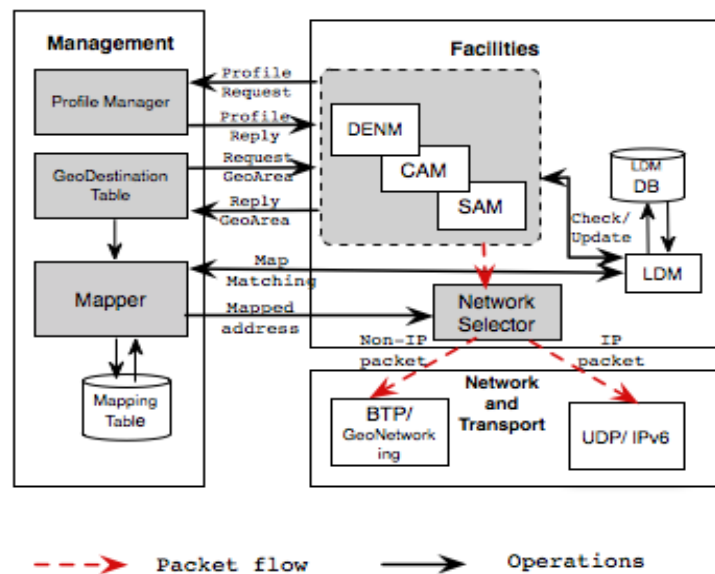 Management
Facilities
Profile Manager
Profile
Request
Profile
Reply
GeoDestination
Table
Request
GeoArea
Reply
GeoArea
DENM
CAM
SAM
LDM
DB
Check/
Update
LDM
Mapper
Map
Matching
Mapped
address
Network
Selector
Mapping
Table
Non-IP
packet
IP
packet
Network
and
Transport
BTP/
GeoNetwork
ing
UDP/ IPv6
Packet flow
Operations